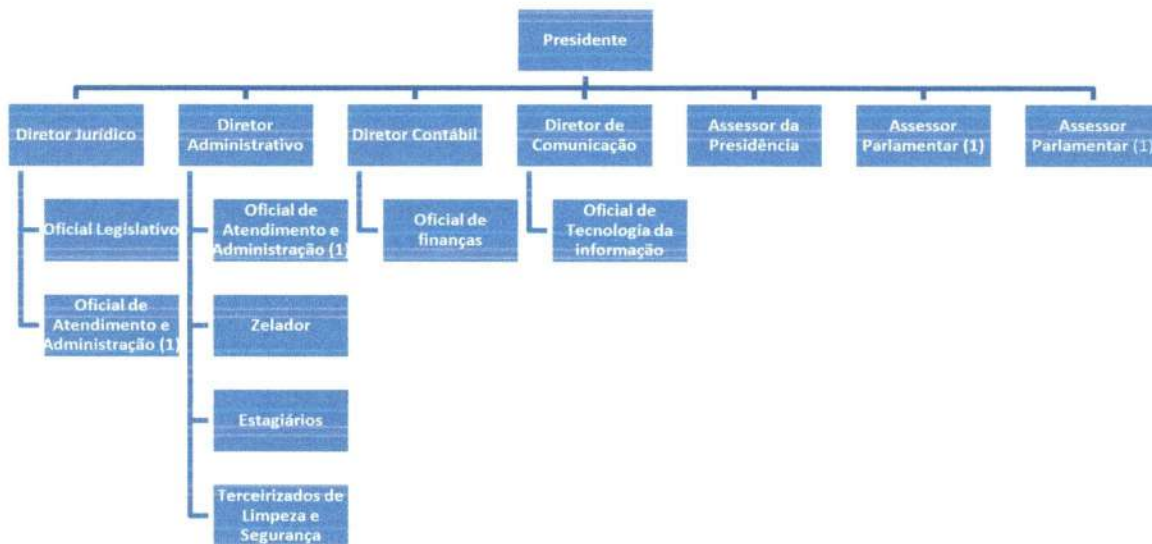 Presidente
Diretor Jurídico
Diretor
Administrativo
Diretor Contábil
Diretor de
Comunicação
Assessor da
Presidência
Assessor
Parlamentar (1)
Assessor
Parlamentar (1)
Oficial Legislativo
Oficial de
Atendimento e
Administração (1)
Oficial de
Atendimento e
Administração (1)
Zelador
Estagiários
Terceirizados de
Limpeza e
Segurança
Oficial de
finanças
Oficial de
Tecnologia da
informação